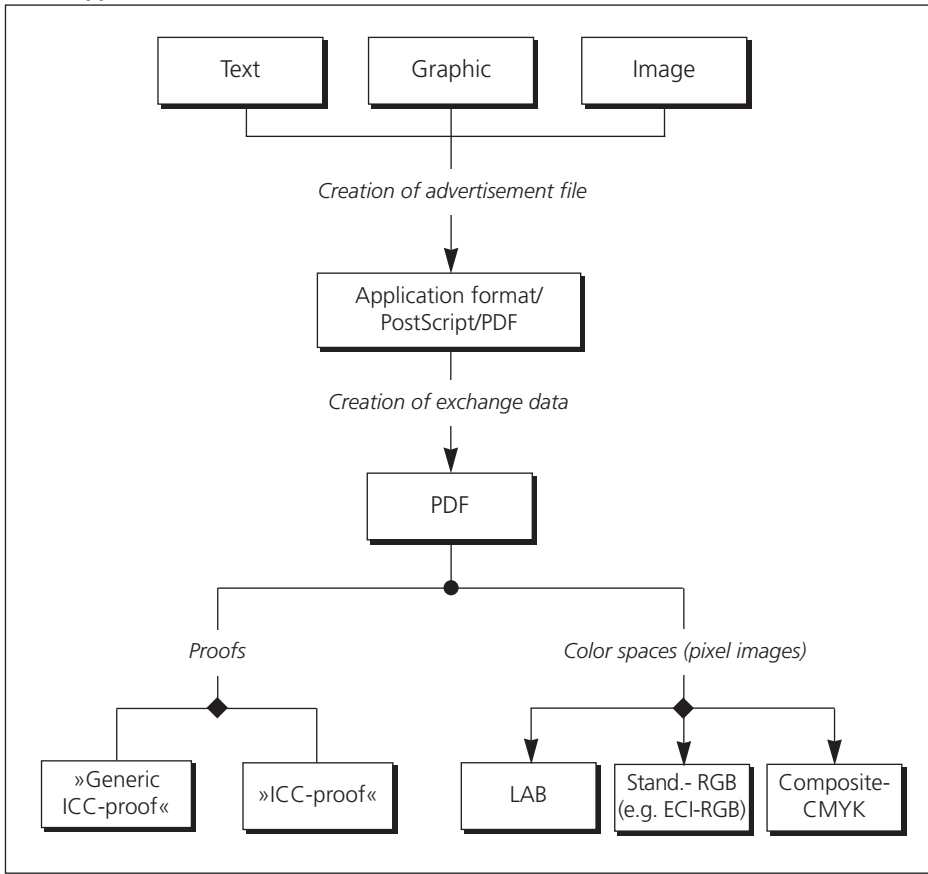 Text
Graphic
Image
Creation of advertisement file
Application format/
PostScript/PDF
Creation of exchange data
PDF
Proofs
Color spaces (pixel images)
»Generic
ICC-proof«
»ICC-proof«
LAB
Stand.- RGB
(e.g. ECI-RGB)
Composite-
CMYK